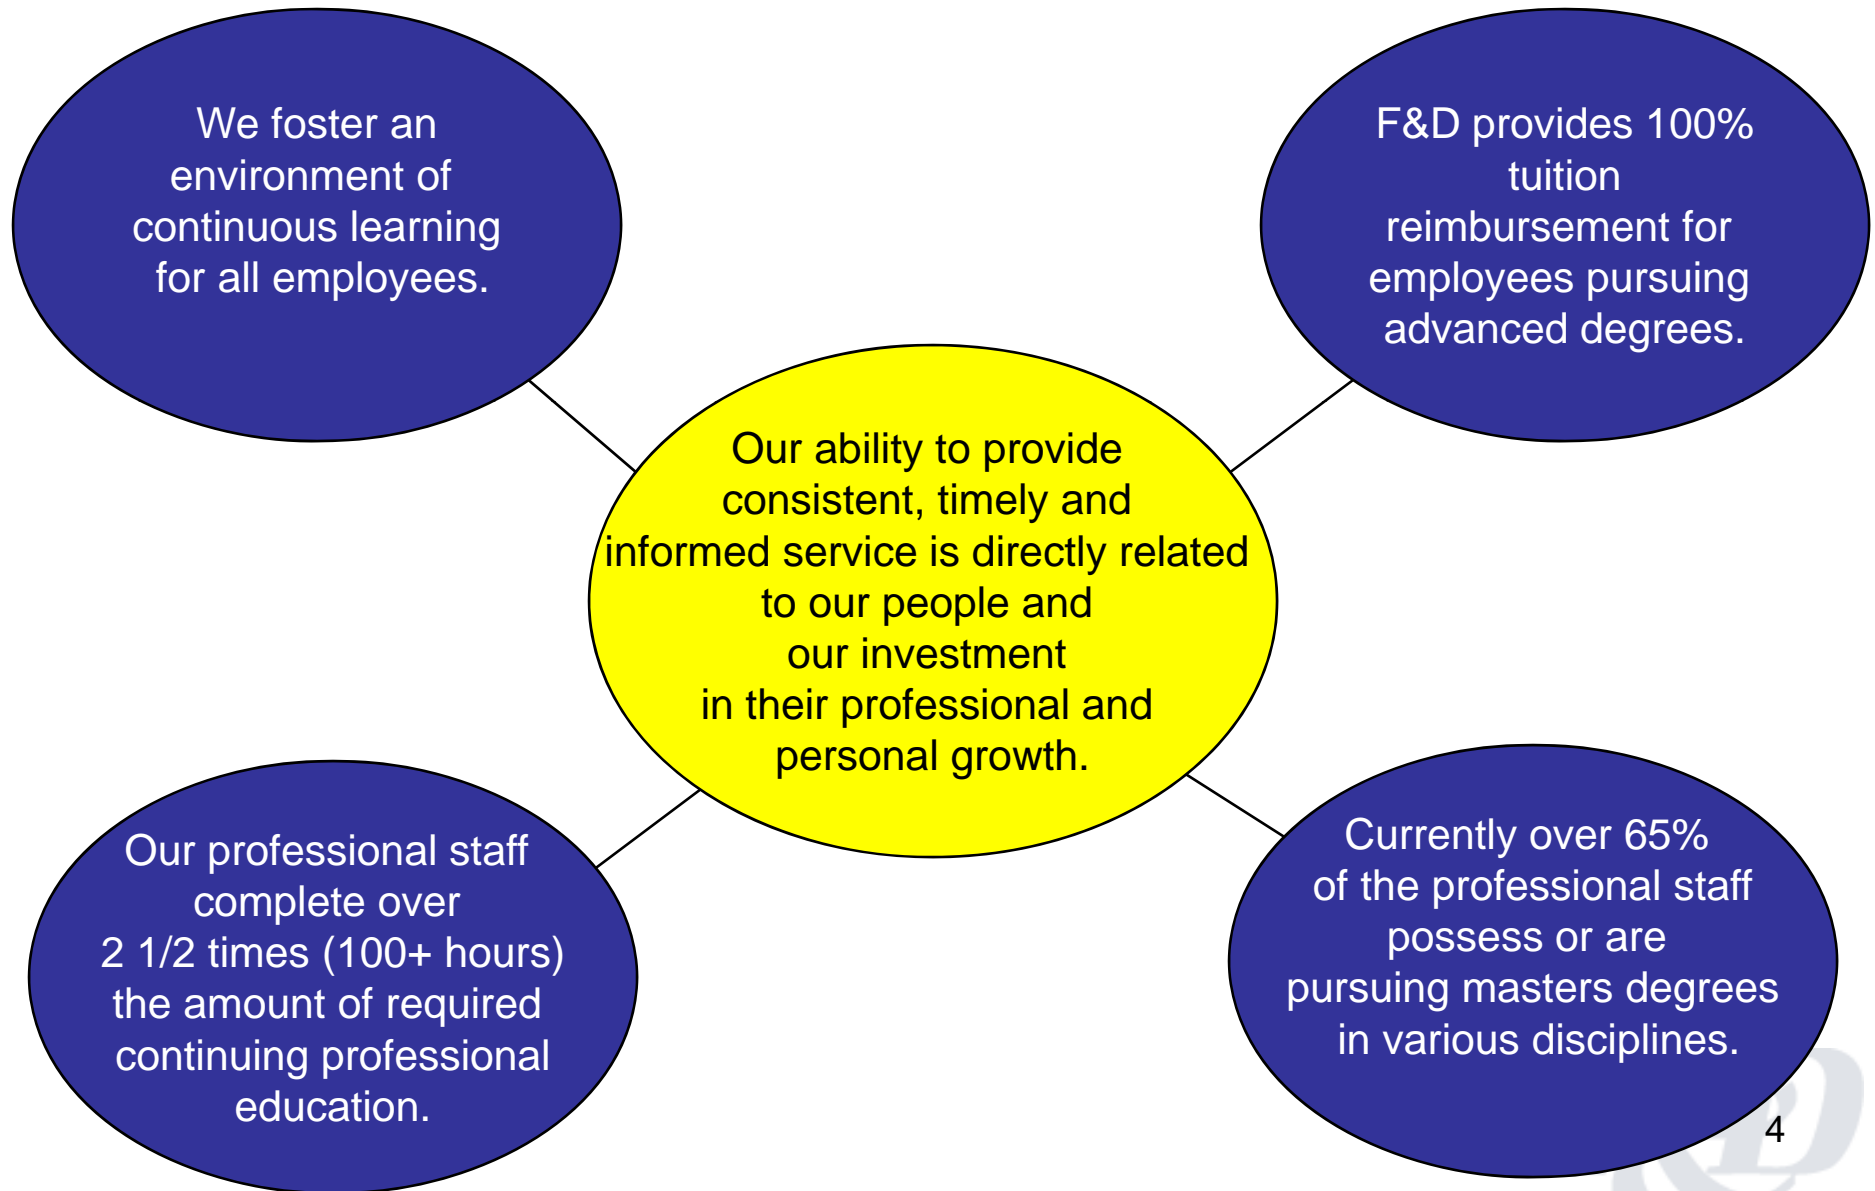 We foster an
environment of
continuous learning
for all employees.
F&D provides 100%
tuition
reimbursement for
employees pursuing
advanced degrees.
Our ability to provide
consistent, timely and
informed service is directly related
to our people and
our investment
in their professional and
personal growth.
Our professional staff
complete over
2 1/2 times (100+ hours)
the amount of required
continuing professional
education.
Currently over 65%
of the professional staff
possess or are
pursuing masters degrees
in various disciplines.
D
4